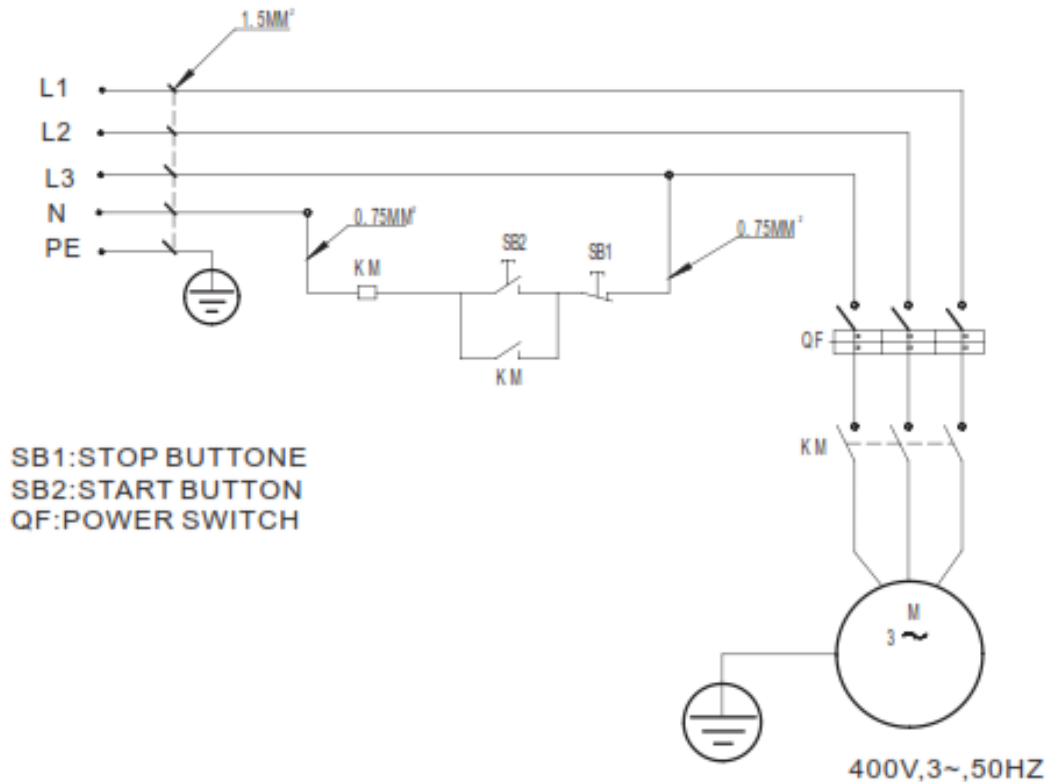 1.5MM²
L1
L2
L3
N
PE
0.75MM²
0.75MM²
KM
SB2
SB1
KM
QF
KM
SB1:STOP BUTTONE
SB2:START BUTTON
QF:POWER SWITCH
M
3 ~
400V,3~,50HZ